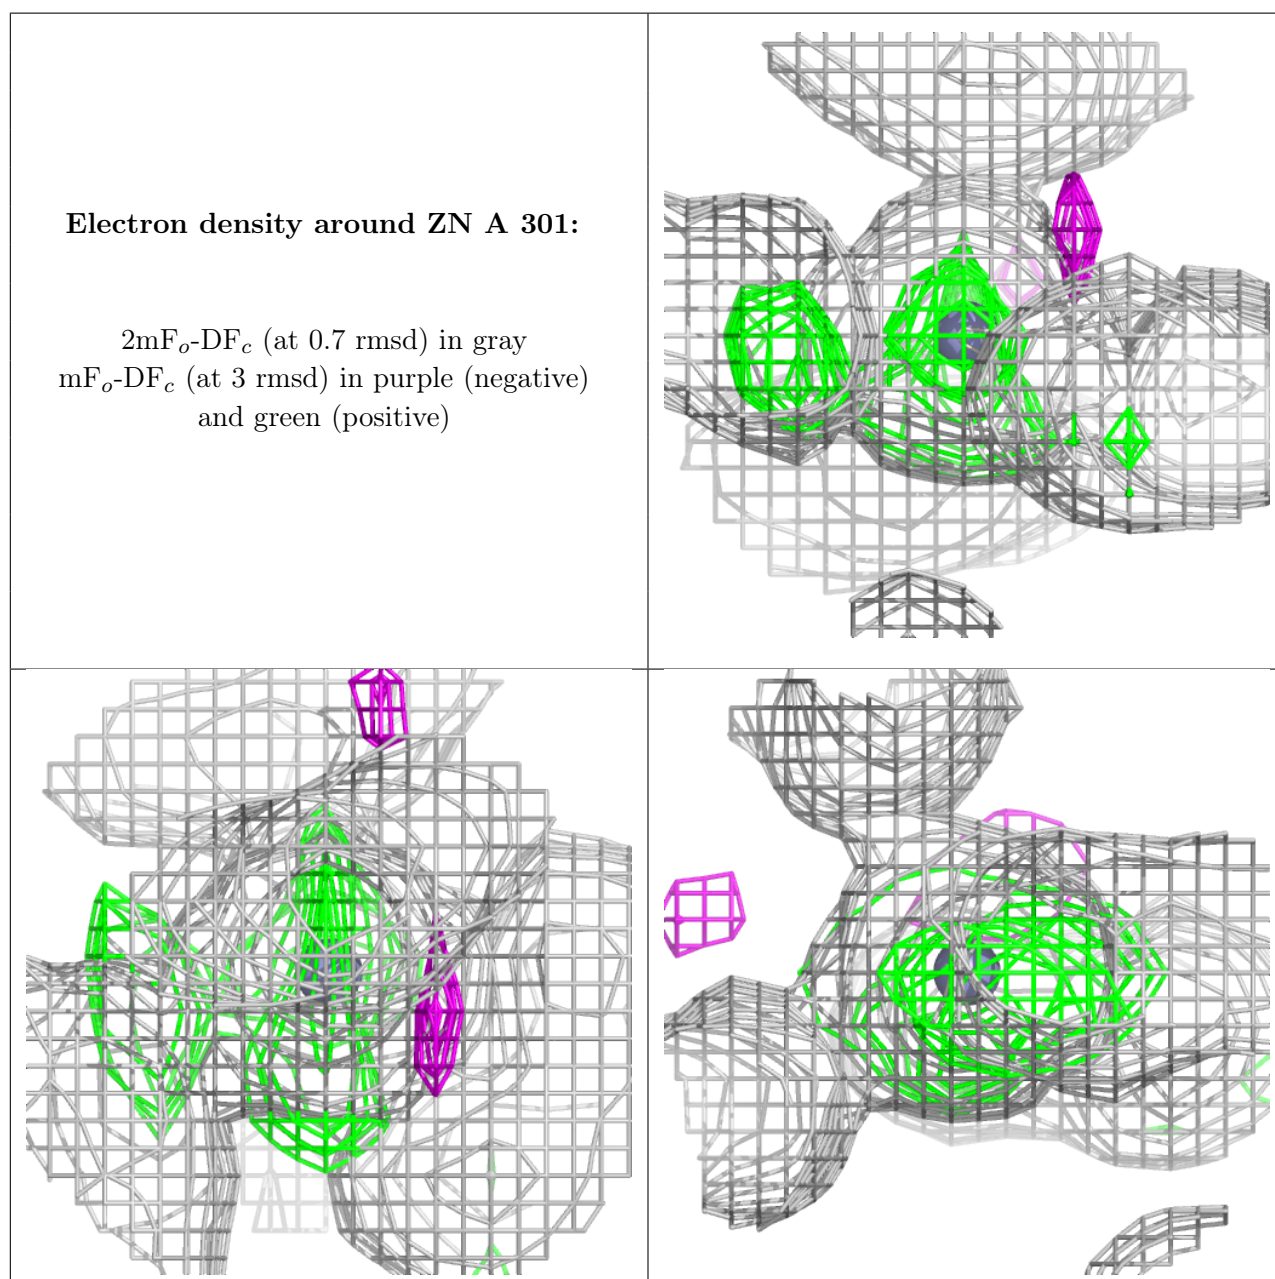 Electron density around ZN A 301:
2mFo-DFc (at 0.7 rmsd) in gray
mFo-DFc (at 3 rmsd) in purple (negative)
and green (positive)